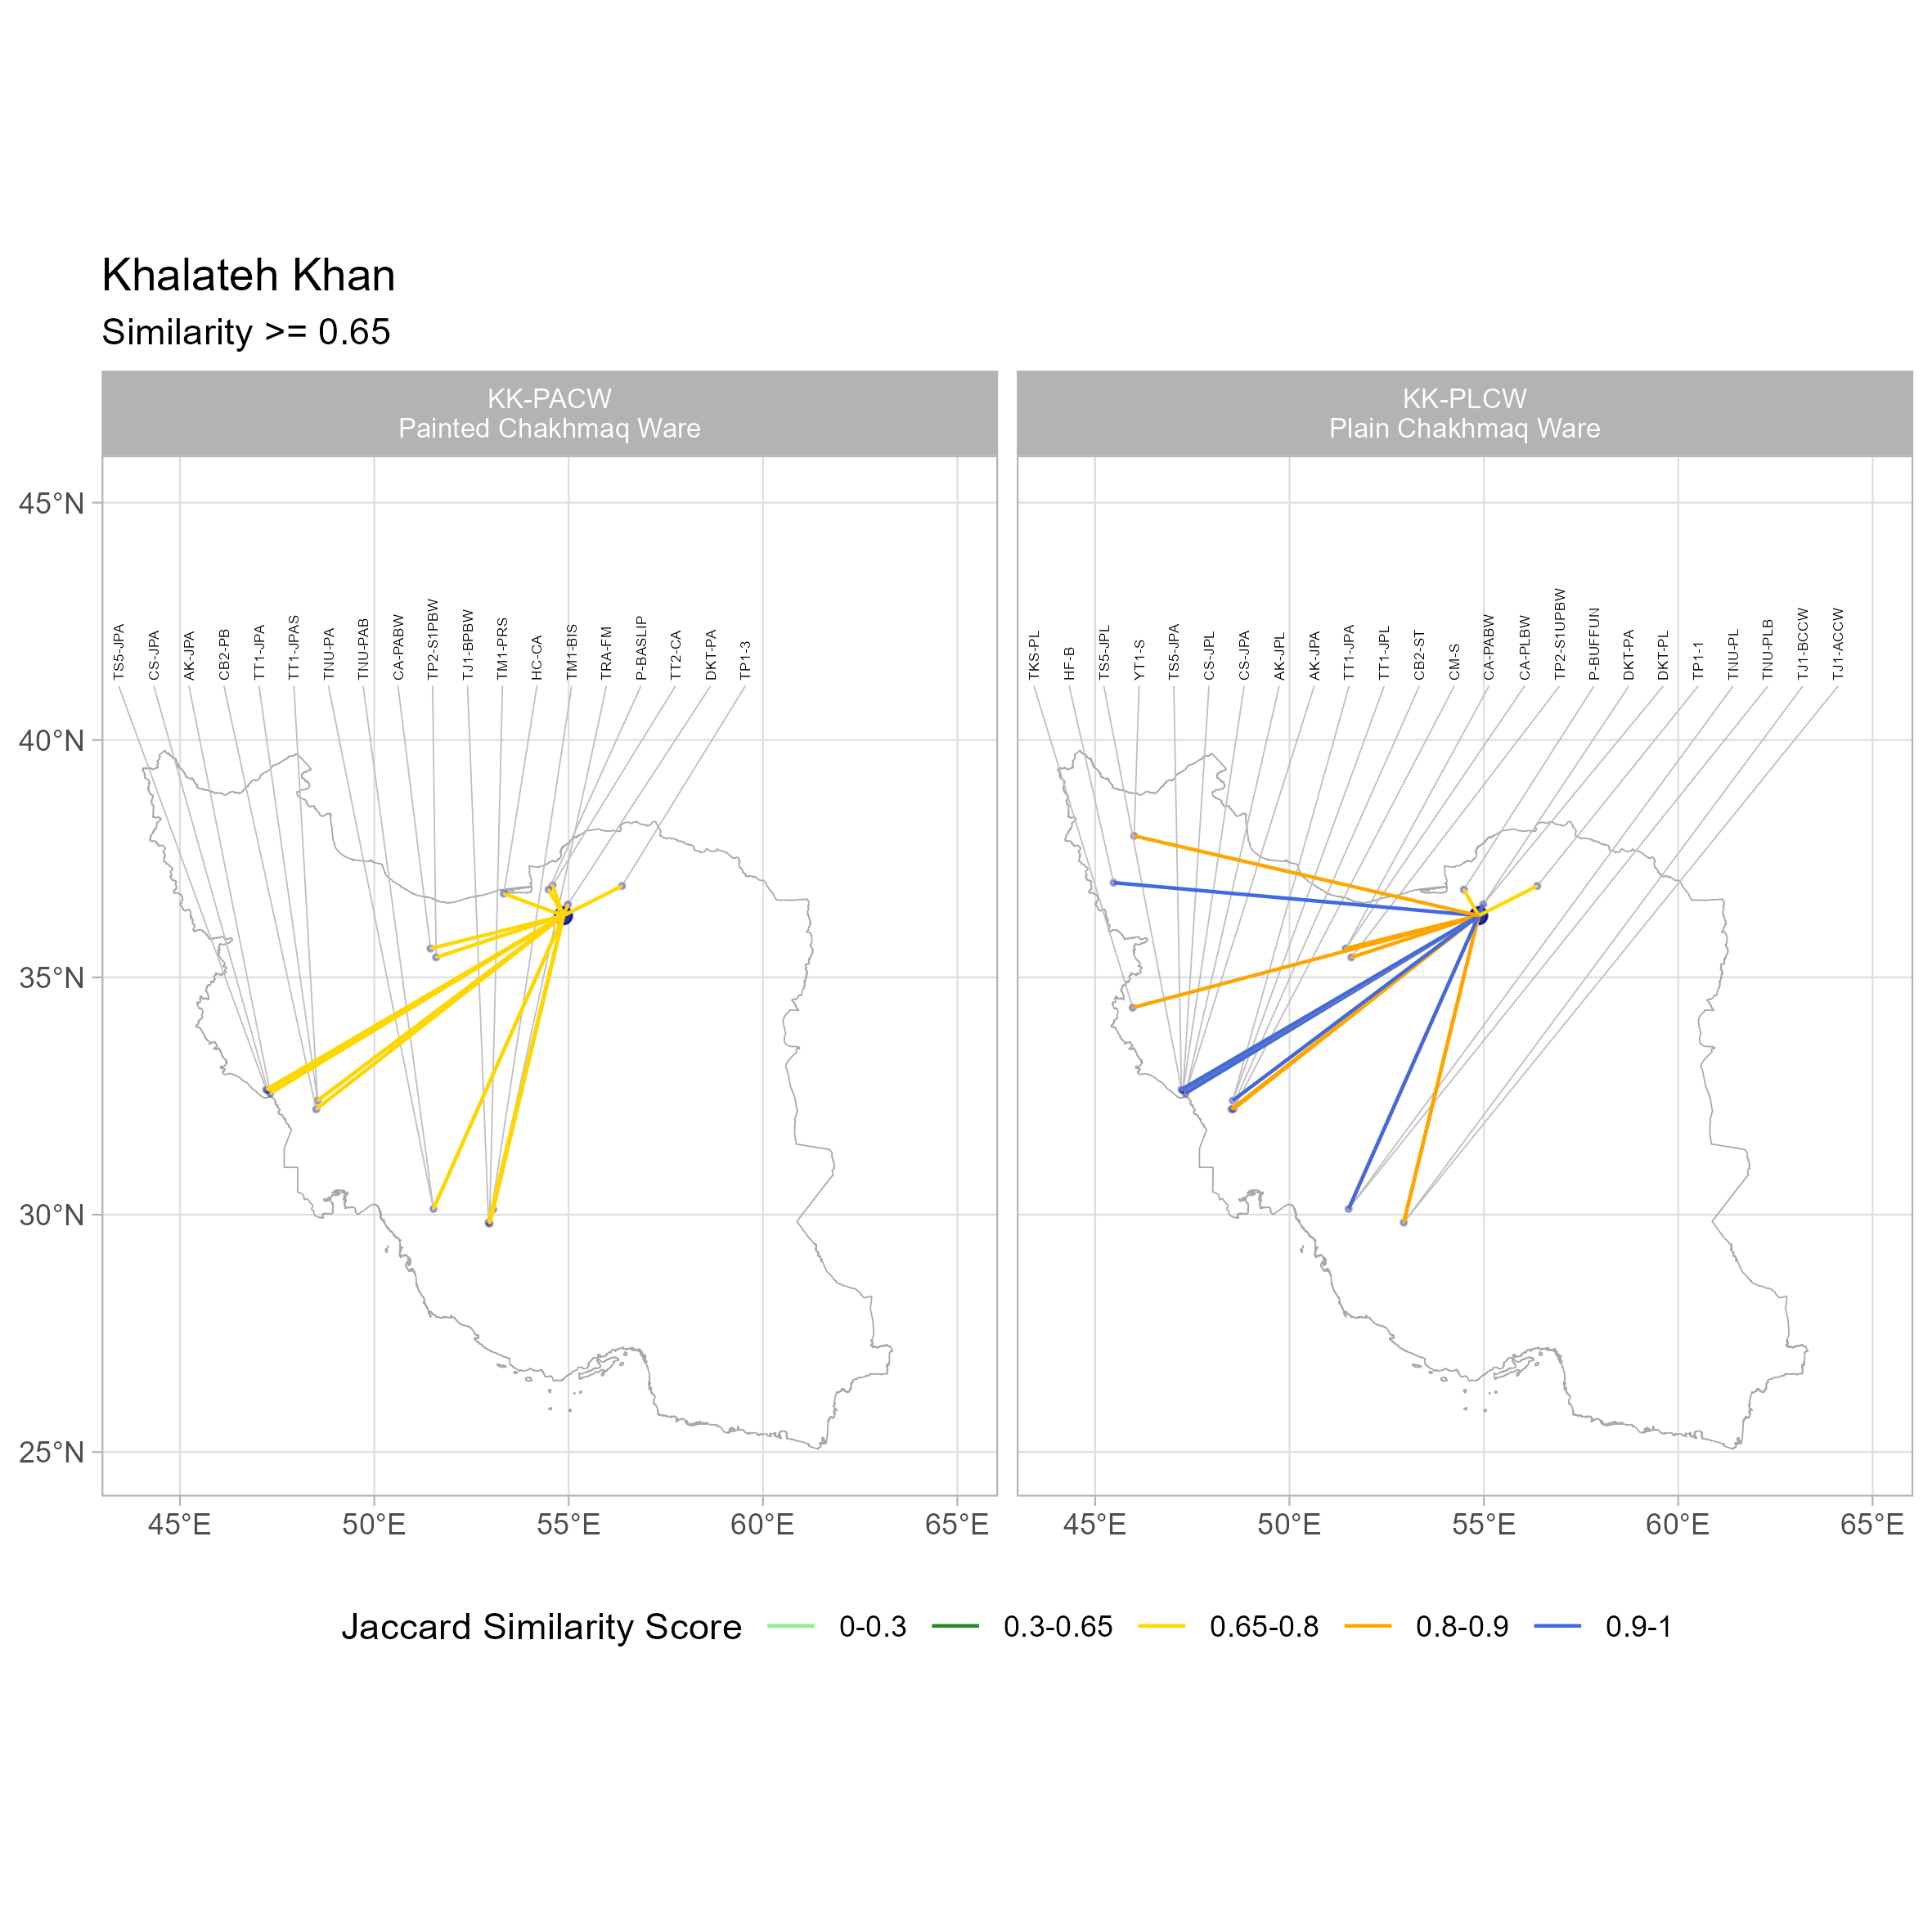 Khalateh Khan
Similarity >= 0.65
KK-PACW
Painted Chakhmaq Ware
KK-PLCW
Plain Chakhmaq Ware
45°N
40°N
35°N
30°N
25°N
TS5-JPA
CS-JPA
AK-JPA
CB2-PB
TT1-JPA
TT1-JPAS
TNU-PA
TNU-PAB
CA-PABW
TP2-S1PBW
TJ1-BPBW
TM1-PRS
HC-CA
TM1-BIS
TRA-FM
P-BASLIP
TT2-CA
DKT-PA
TP1-3
TKS-PL
HF-B
TS5-JPL
YT1-S
TS5-JPA
CS-JPL
CS-JPA
AK-JPL
AK-JPA
TT1-JPA
TT1-JPL
CB2-ST
CM-S
CA-PABW
CA-PLBW
TP2-S1UPBW
P-BUFFUN
DKT-PA
DKT-PL
TP1-1
TNU-PL
TNU-PLB
TJ1-BCCW
TJ1-ACCW
45°E 50°E 55°E 60°E 65°E
45°E 50°E 55°E 60°E 65°E
Jaccard Similarity Score 0-0.3 0.3-0.65 0.65-0.8 0.8-0.9 0.9-1